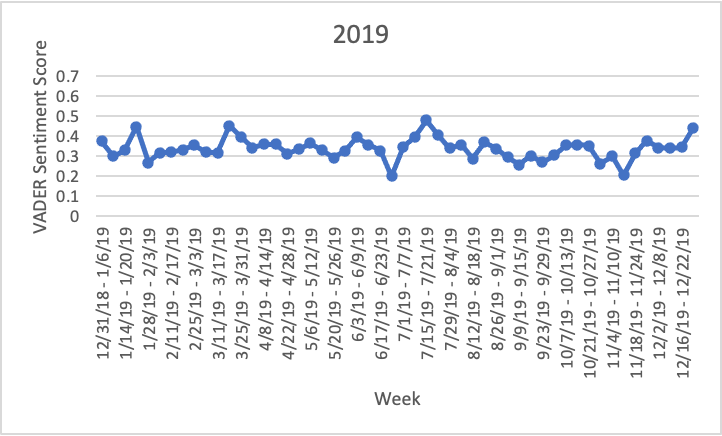 2019
VADER Sentiment Score
0.7
0.6
0.5
0.4
0.3
0.2
0.1
0
12/31/18 - 1/6/19
1/14/19 - 1/20/19
1/28/19 - 2/3/19
2/11/19 - 2/17/19
2/25/19 - 3/3/19
3/11/19 - 3/17/19
3/25/19 - 3/31/19
4/8/19 - 4/14/19
4/22/19 - 4/28/19
5/6/19 - 5/12/19
5/20/19 - 5/26/19
6/3/19 - 6/9/19
6/17/19 - 6/23/19
7/1/19 - 7/7/19
7/15/19 - 7/21/19
7/29/19 - 8/4/19
8/12/19 - 8/18/19
8/26/19 - 9/1/19
9/9/19 - 9/15/19
9/23/19 - 9/29/19
10/7/19 - 10/13/19
10/21/19 - 10/27/19
11/4/19 - 11/10/19
11/18/19 - 11/24/19
12/2/19 - 12/8/19
12/16/19 - 12/22/19
Week